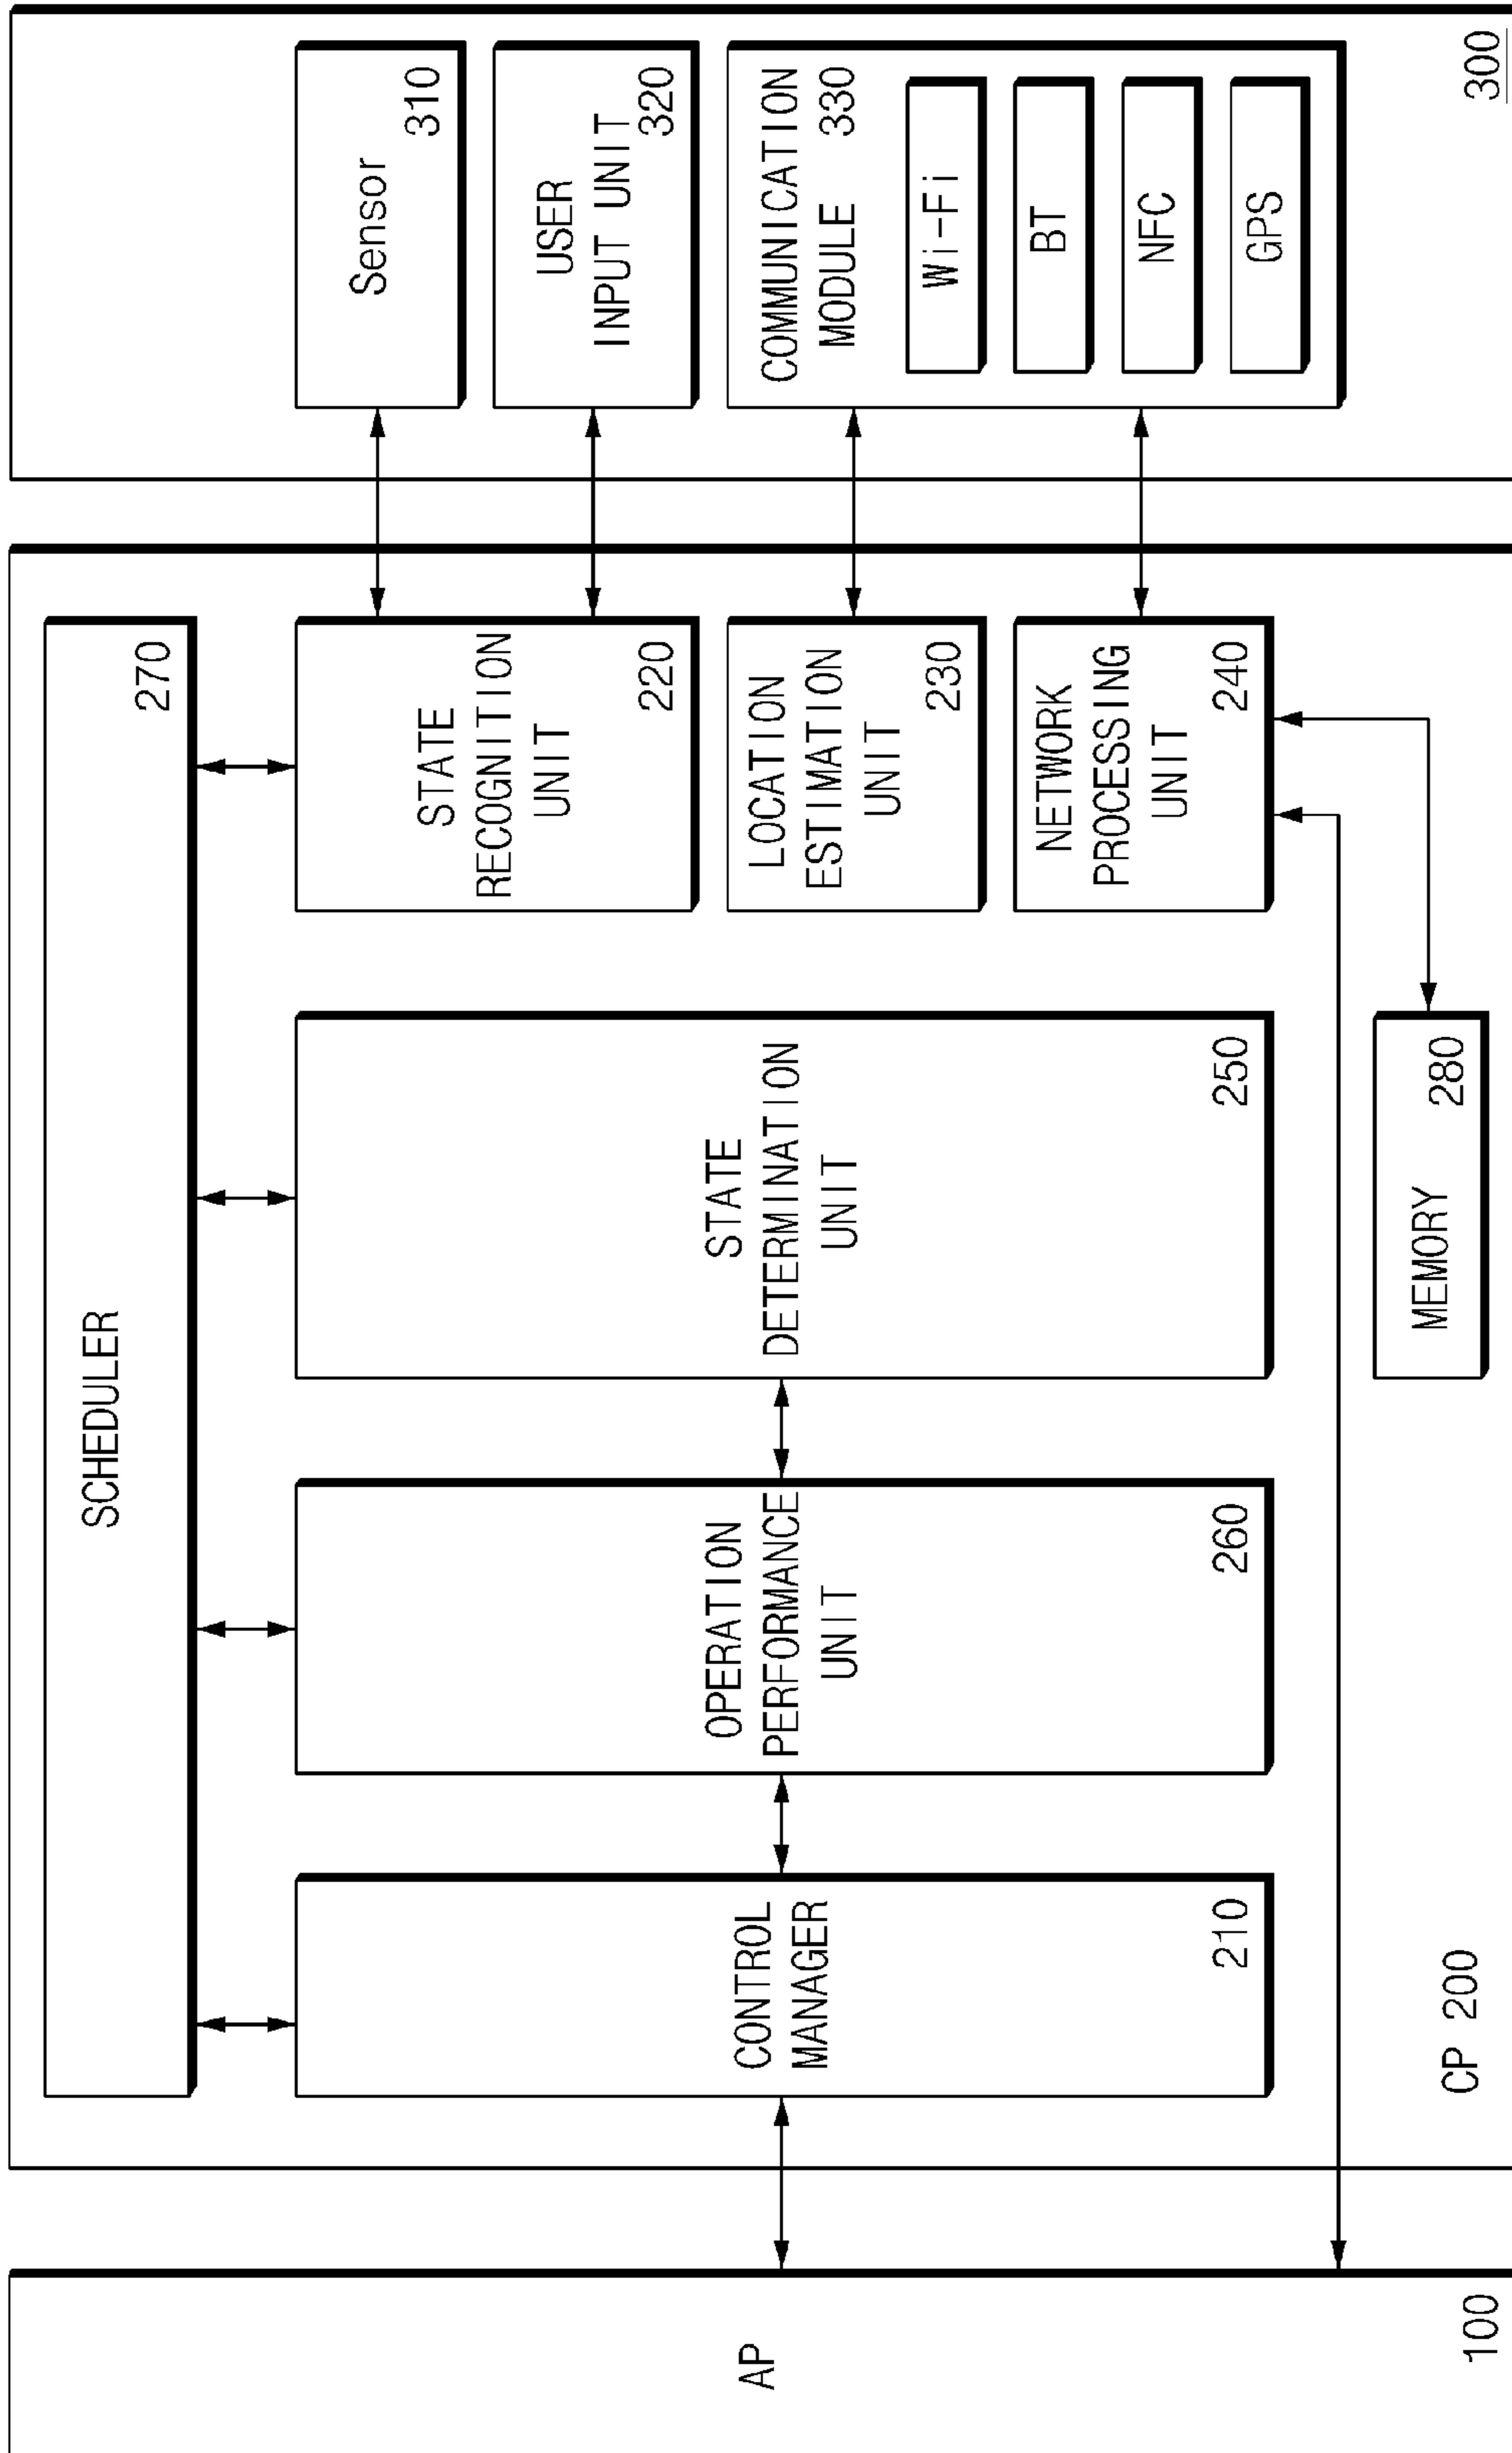 AP
100
CP 200
SCHEDULER
270
CONTROL
MANAGER
210
OPERATION
PERFORMANCE
UNIT
260
STATE
DETERMINATION
UNIT
250
STATE
RECOGNITION
UNIT
220
LOCATION
ESTIMATION
UNIT
230
NETWORK
PROCESSING
UNIT
240
MEMORY
280
Sensor
310
USER
INPUT UNIT
320
COMMUNICATION
MODULE 330
Wi-Fi
BT
NFC
GPS
300